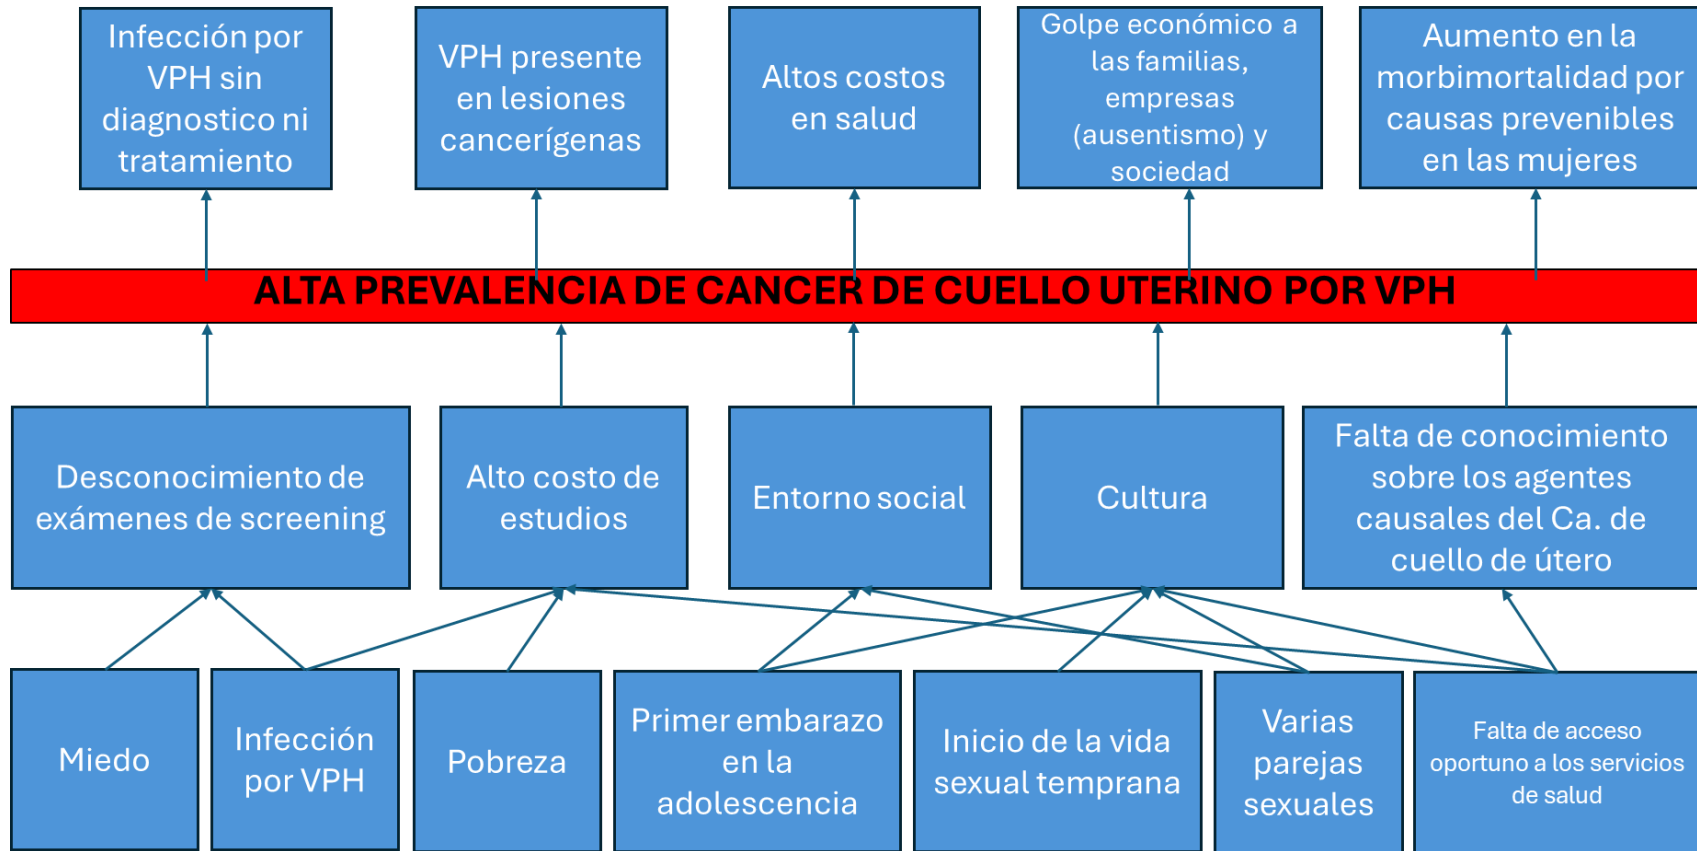 Infección por
VPH sin
diagnostico ni
tratamiento
VPH presente
en lesiones
cancerígenas
Altos costos
en salud
Golpe económico a
las familias,
empresas
(ausentismo) y
sociedad
Aumento en la
morbimortalidad por
causas prevenibles
en las mujeres
ALTA PREVALENCIA DE CANCER DE CUELLO UTERINO POR VPH
Desconocimiento de
exámenes de screening
Alto costo de
estudios
Entorno social
Cultura
Falta de conocimiento
sobre los agentes
causales del Ca. de
cuello de útero
Miedo
Infección
por VPH
Pobreza
Primer embarazo
en la
adolescencia
Inicio de la vida
sexual temprana
Varias
parejas
sexuales
Falta de acceso
oportuno a los servicios
de salud